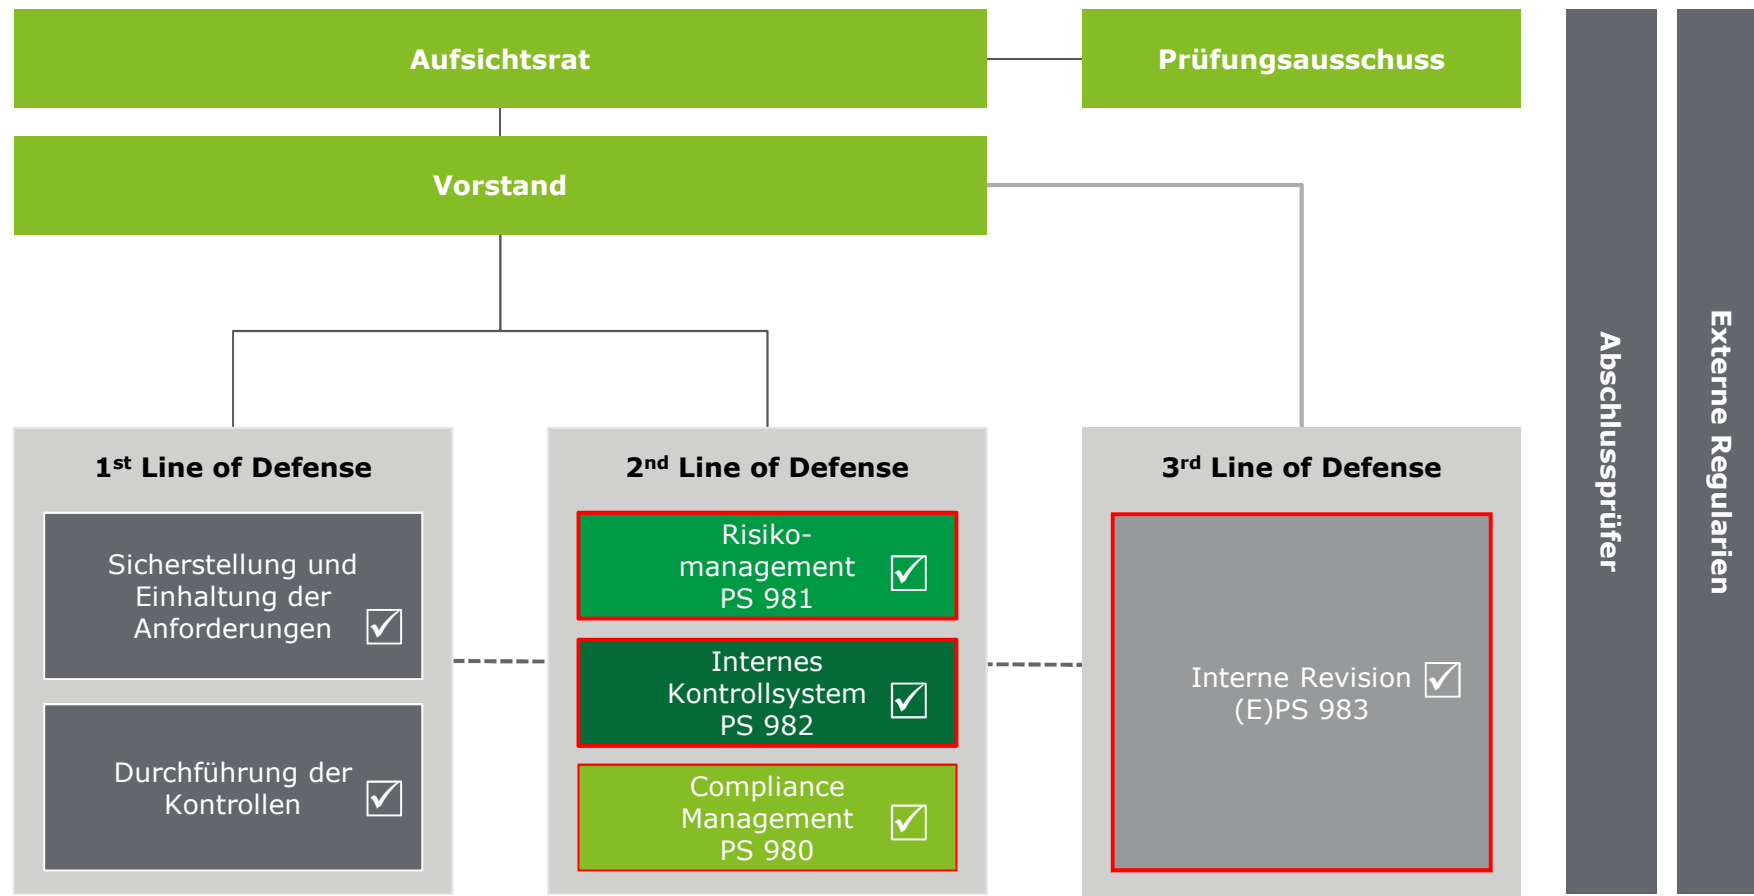 Aufsichtsrat
Prüfungsausschuss
Vorstand
1st Line of Defense
Sicherstellung und
Einhaltung der
Anforderungen
Durchführung der
Kontrollen
2nd Line of Defense
Risiko-
management
PS 981
Internes
Kontrollsystem
PS 982
Compliance
Management
PS 980
3rd Line of Defense
Interne Revision
(E)PS 983
Abschlussprüfer
Externe Regularien